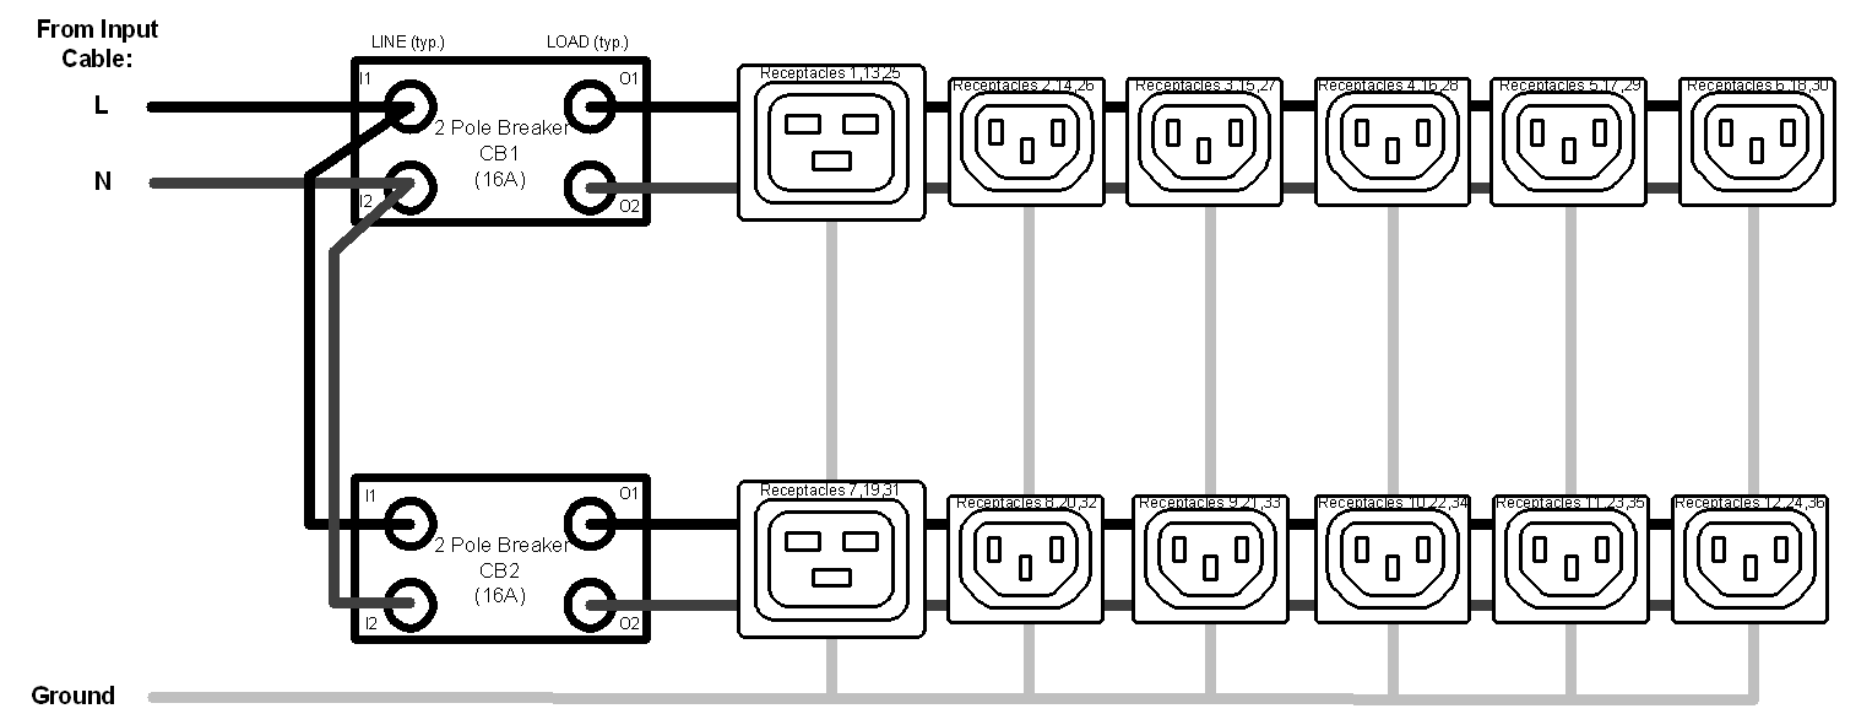 From Input
Cable:
LINE (typ.)
LOAD (typ.)
L
N
I1
O1
2 Pole Breaker
CB1
(16A)
I2
O2
Receptacles 1,13,25
Receptacles 2,14,26
Receptacles 3,15,27
Receptacles 4,16,28
Receptacles 5,17,29
Receptacles 6,18,30
I1
O1
2 Pole Breaker
CB2
(16A)
I2
O2
Receptacles 7,19,31
Receptacles 8,20,32
Receptacles 9,21,33
Receptacles 10,22,34
Receptacles 11,23,35
Receptacles 12,24,36
Ground